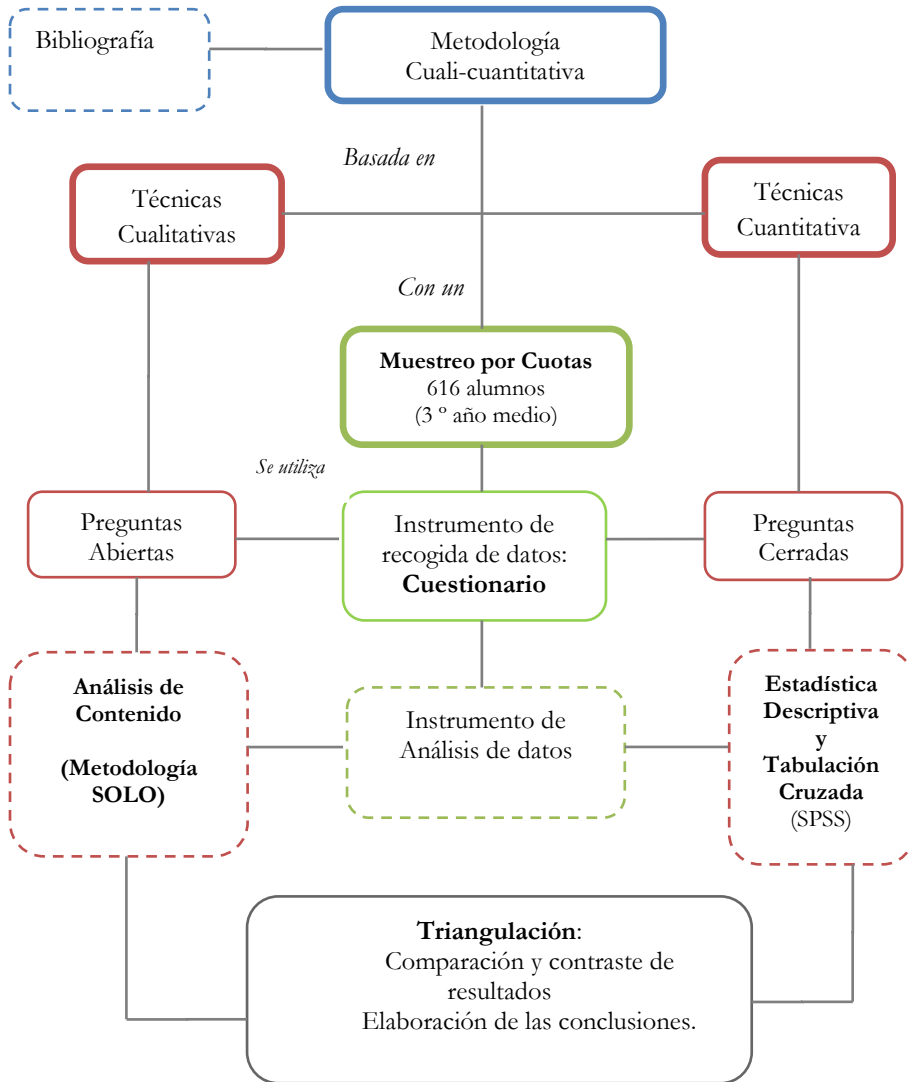 Bibliografía
Metodología
Cuali-cuantitativa
Basada en
Técnicas
Cualitativas
Técnicas
Cuantitativa
Con un
Muestreo por Cuotas
616 alumnos
(3 º año medio)
Se utiliza
Preguntas
Abiertas
Instrumento de
recogida de datos:
Cuestionario
Preguntas
Cerradas
Análisis de
Contenido
(Metodología
SOLO)
Instrumento de
Análisis de datos
Estadística
Descriptiva
y
Tabulación
Cruzada
(SPSS)
Triangulación:
Comparación y contraste de
resultados
Elaboración de las conclusiones.